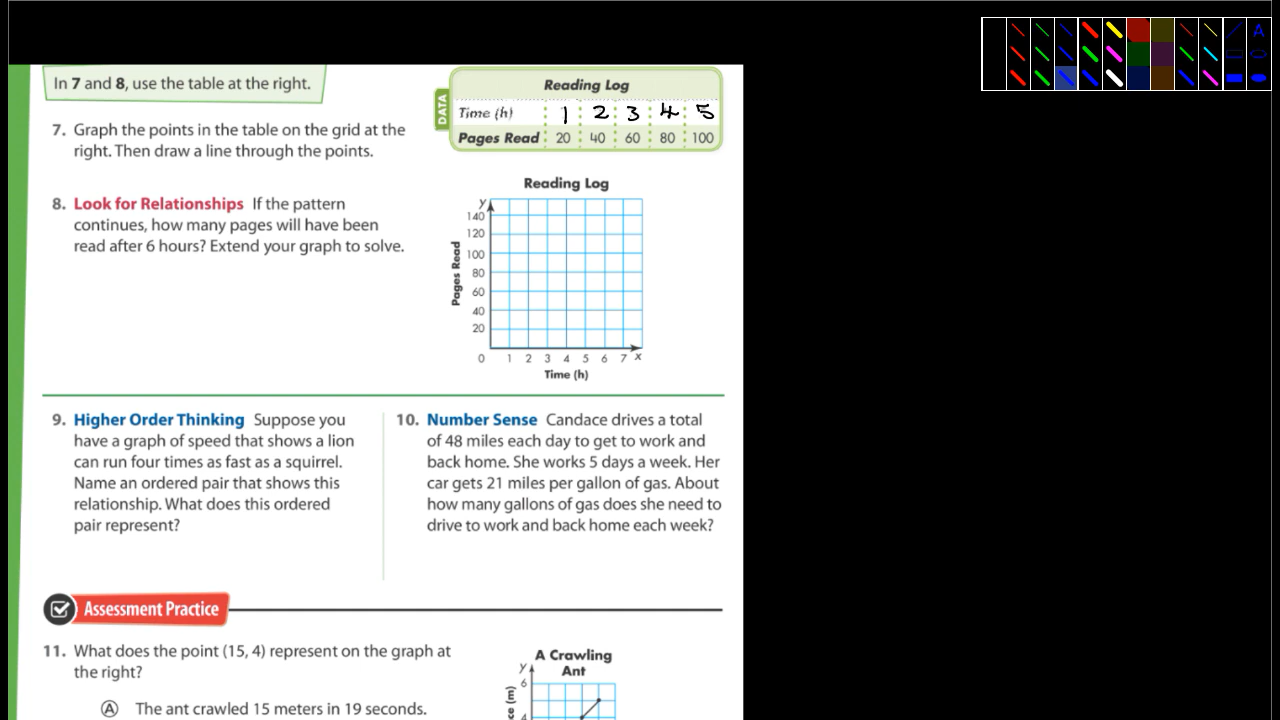 A
In 7 and 8, use the table at the right.
DATA
Reading Log
Time (h) 1 2 3 4 5
Pages Read 20 40 60 80 100
7. Graph the points in the table on the grid at the
right. Then draw a line through the points.
8. Look for Relationships If the pattern
continues, how many pages will have been
read after 6 hours? Extend your graph to solve.
Reading Log
y
140
120
100
80
60
40
20
0 1 2 3 4 5 6 7 x
Pages Read
Time (h)
9. Higher Order Thinking Suppose you
have a graph of speed that shows a lion
can run four times as fast as a squirrel.
Name an ordered pair that shows this
relationship. What does this ordered
pair represent?
10. Number Sense Candace drives a total
of 48 miles each day to get to work and
back home. She works 5 days a week. Her
car gets 21 miles per gallon of gas. About
how many gallons of gas does she need to
drive to work and back home each week?
Assessment Practice
11. What does the point (15, 4) represent on the graph at
the right?
A The ant crawled 15 meters in 19 seconds.
A Crawling
Ant
y
6
4
(m)